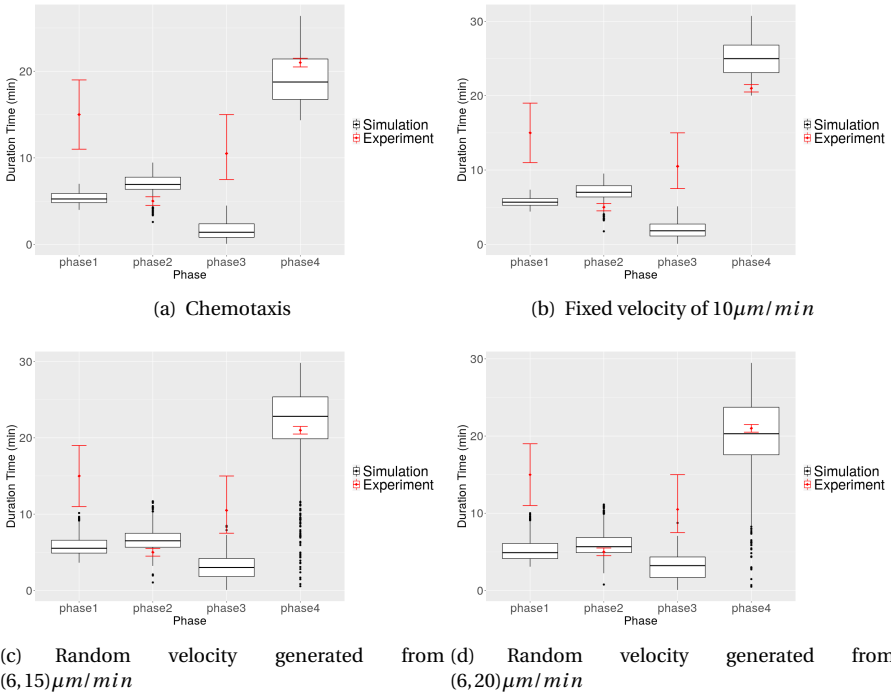 Duration Time (min)
20
10
0
phase1 phase2 phase3 phase4
Phase
Simulation
Experiment
(a) Chemotaxis
Duration Time (min)
30
20
10
0
phase1 phase2 phase3 phase4
Phase
Simulation
Experiment
(b) Fixed velocity of 10μm/min
Duration Time (min)
30
20
10
0
phase1 phase2 phase3 phase4
Phase
Simulation
Experiment
(c) Random velocity generated from
(6,15)μm/min
Duration Time (min)
30
20
10
0
phase1 phase2 phase3 phase4
Phase
Simulation
Experiment
(d) Random velocity generated from
(6,20)μm/min